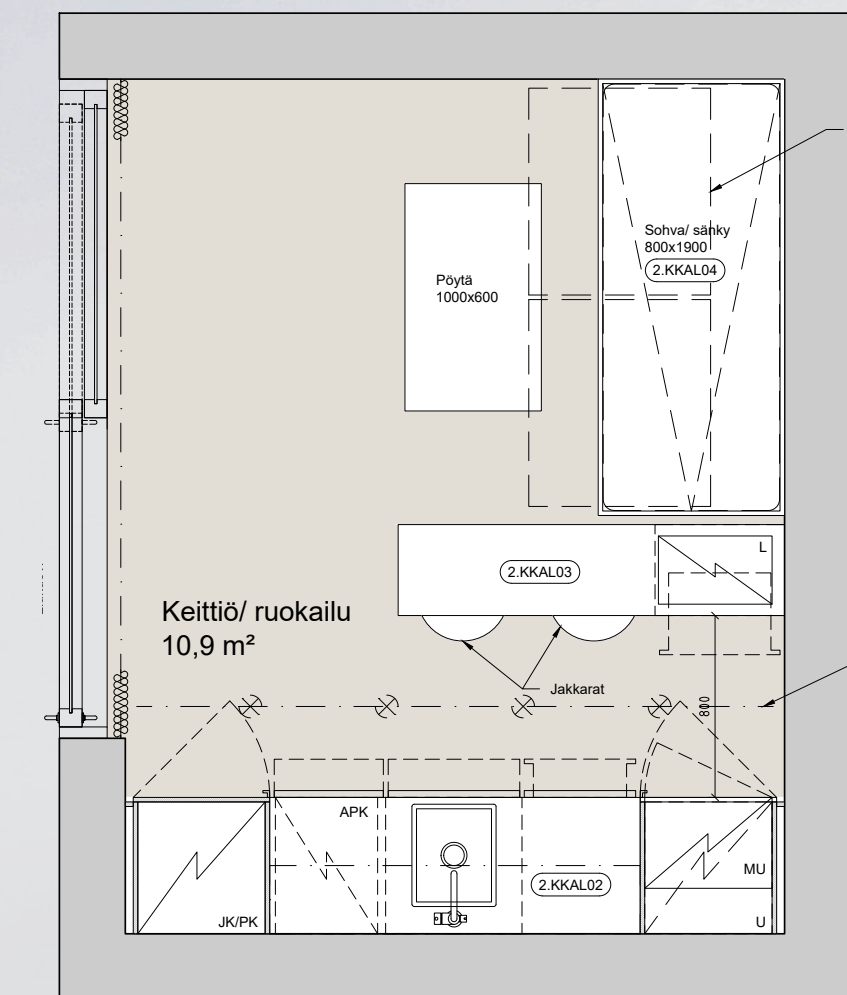 Sohva/ sänky
800x1900
2.KKAL04
Pöytä
1000x600
L
2.KKAL03
Keittiö/ ruokailu
10,9 m²
Jakkarat
800
APK
MU
2.KKAL02
JK/PK
U